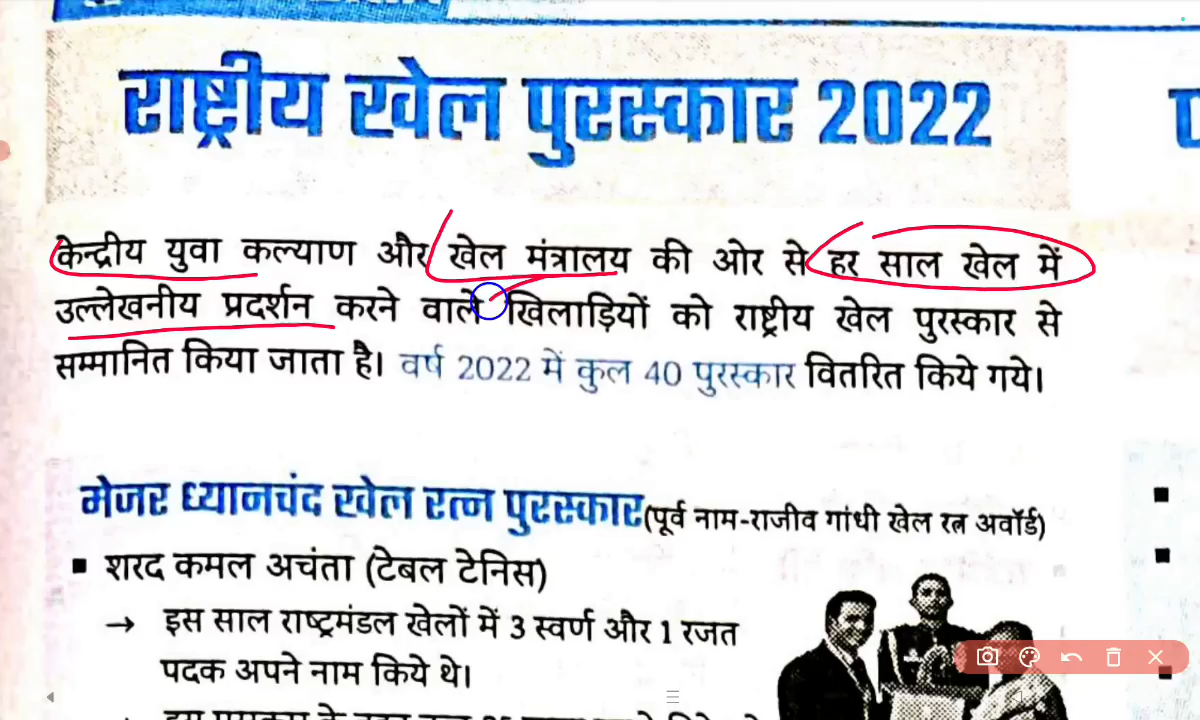 राष्ट्रीय खेल पुरस्कार 2022
केन्द्रीय युवा कल्याण और खेल मंत्रालय की ओर से हर साल खेल में
उल्लेखनीय प्रदर्शन करने वाले खिलाड़ियों को राष्ट्रीय खेल पुरस्कार से
सम्मानित किया जाता है। वर्ष 2022 में कुल 40 पुरस्कार वितरित किये गये।
मेजर ध्यानचंद खेल रत्न पुरस्कार (पूर्व नाम-राजीव गांधी खेल रत्न अवॉर्ड)
▪ शरद कमल अचंता (टेबल टेनिस)
→ इस साल राष्ट्रमंडल खेलों में 3 स्वर्ण और 1 रजत
पदक अपने नाम किये थे।